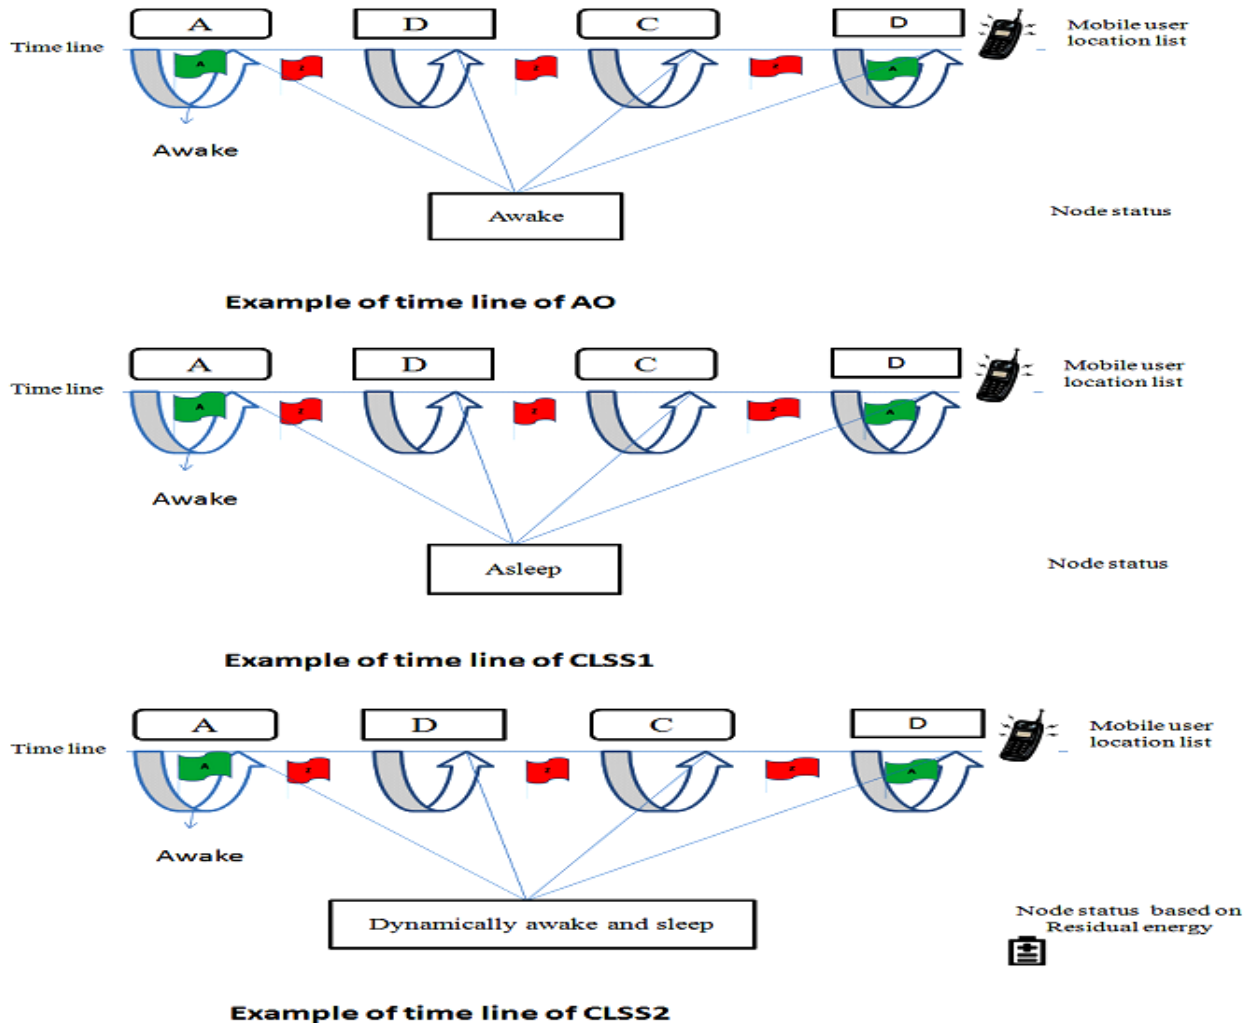 A D C D
Mobile user
location list
Time line
A z z z A
Awake
Awake
Node status
Example of time line of AO
A D C D
Mobile user
location list
Time line
A z z z A
Awake
Asleep
Node status
Example of time line of CLSS1
A D C D
Mobile user
location list
Time line
A z z z A
Awake
Dynamically awake and sleep
Node status based on
Residual energy
Example of time line of CLSS2